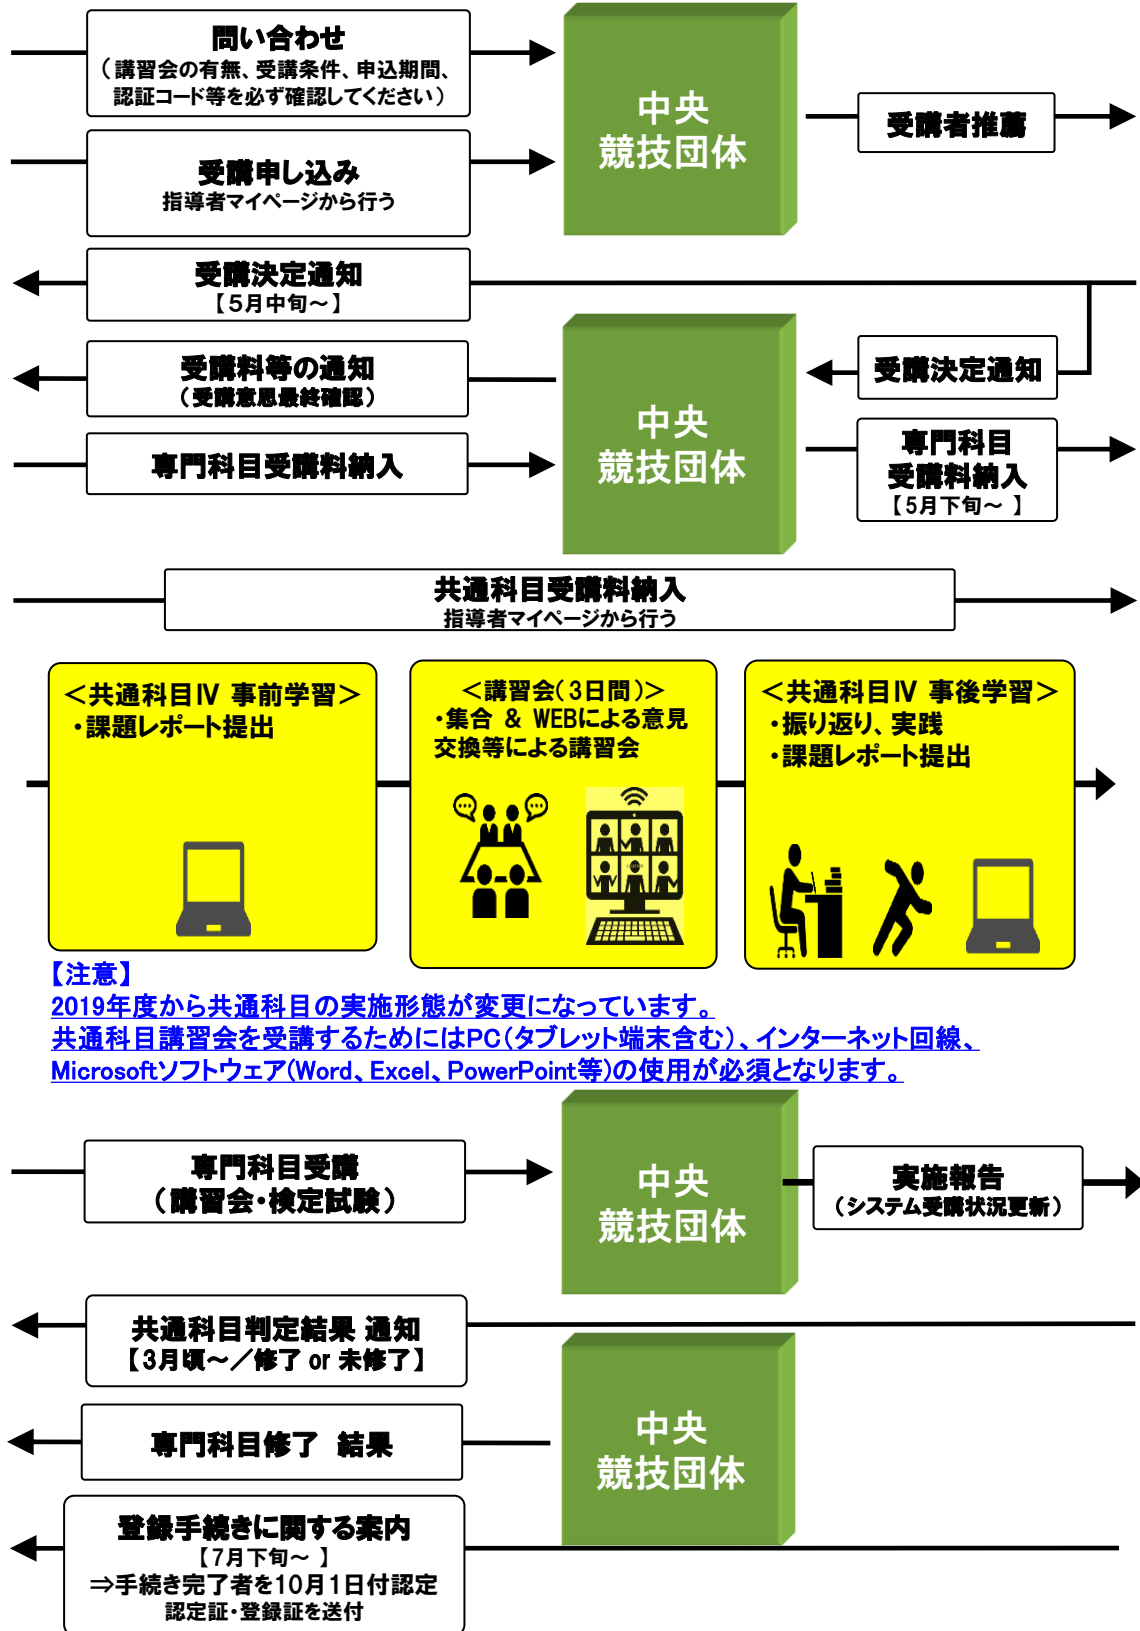 問い合わせ
（講習会の有無、受講条件、申込期間、
認証コード等を必ず確認してください）
中央
競技団体
受講者推薦
受講申し込み
指導者マイページから行う
受講決定通知
【5月中旬～】
受講料等の通知
（受講意思最終確認）
中央
競技団体
受講決定通知
専門科目受講料納入
専門科目
受講料納入
【5月下旬～ 】
共通科目受講料納入
指導者マイページから行う
＜共通科目Ⅳ 事前学習＞
・課題レポート提出
＜講習会（3日間）＞
・集合 ＆ WEBによる意見
交換等による講習会
＜共通科目Ⅳ 事後学習＞
・振り返り、実践
・課題レポート提出
【注意】
2019年度から共通科目の実施形態が変更になっています。
共通科目講習会を受講するためにはPC（タブレット端末含む）、インターネット回線、
Microsoftソフトウェア(Word、Excel、PowerPoint等)の使用が必須となります。
専門科目受講
（講習会・検定試験）
中央
競技団体
実施報告
（システム受講状況更新）
共通科目判定結果 通知
【3月頃～／修了 or 未修了】
専門科目修了 結果
中央
競技団体
登録手続きに関する案内
【7月下旬～ 】
⇒手続き完了者を10月1日付認定
認定証・登録証を送付